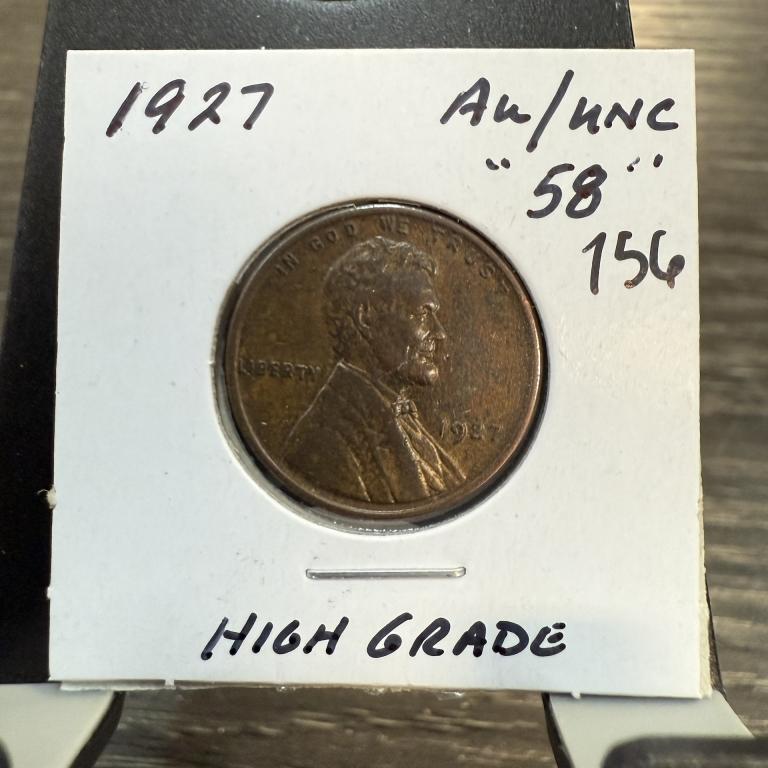 1927 Au/UNC
"58"
156
IN GOD WE TRUST
LIBERTY
1927
HIGH GRADE